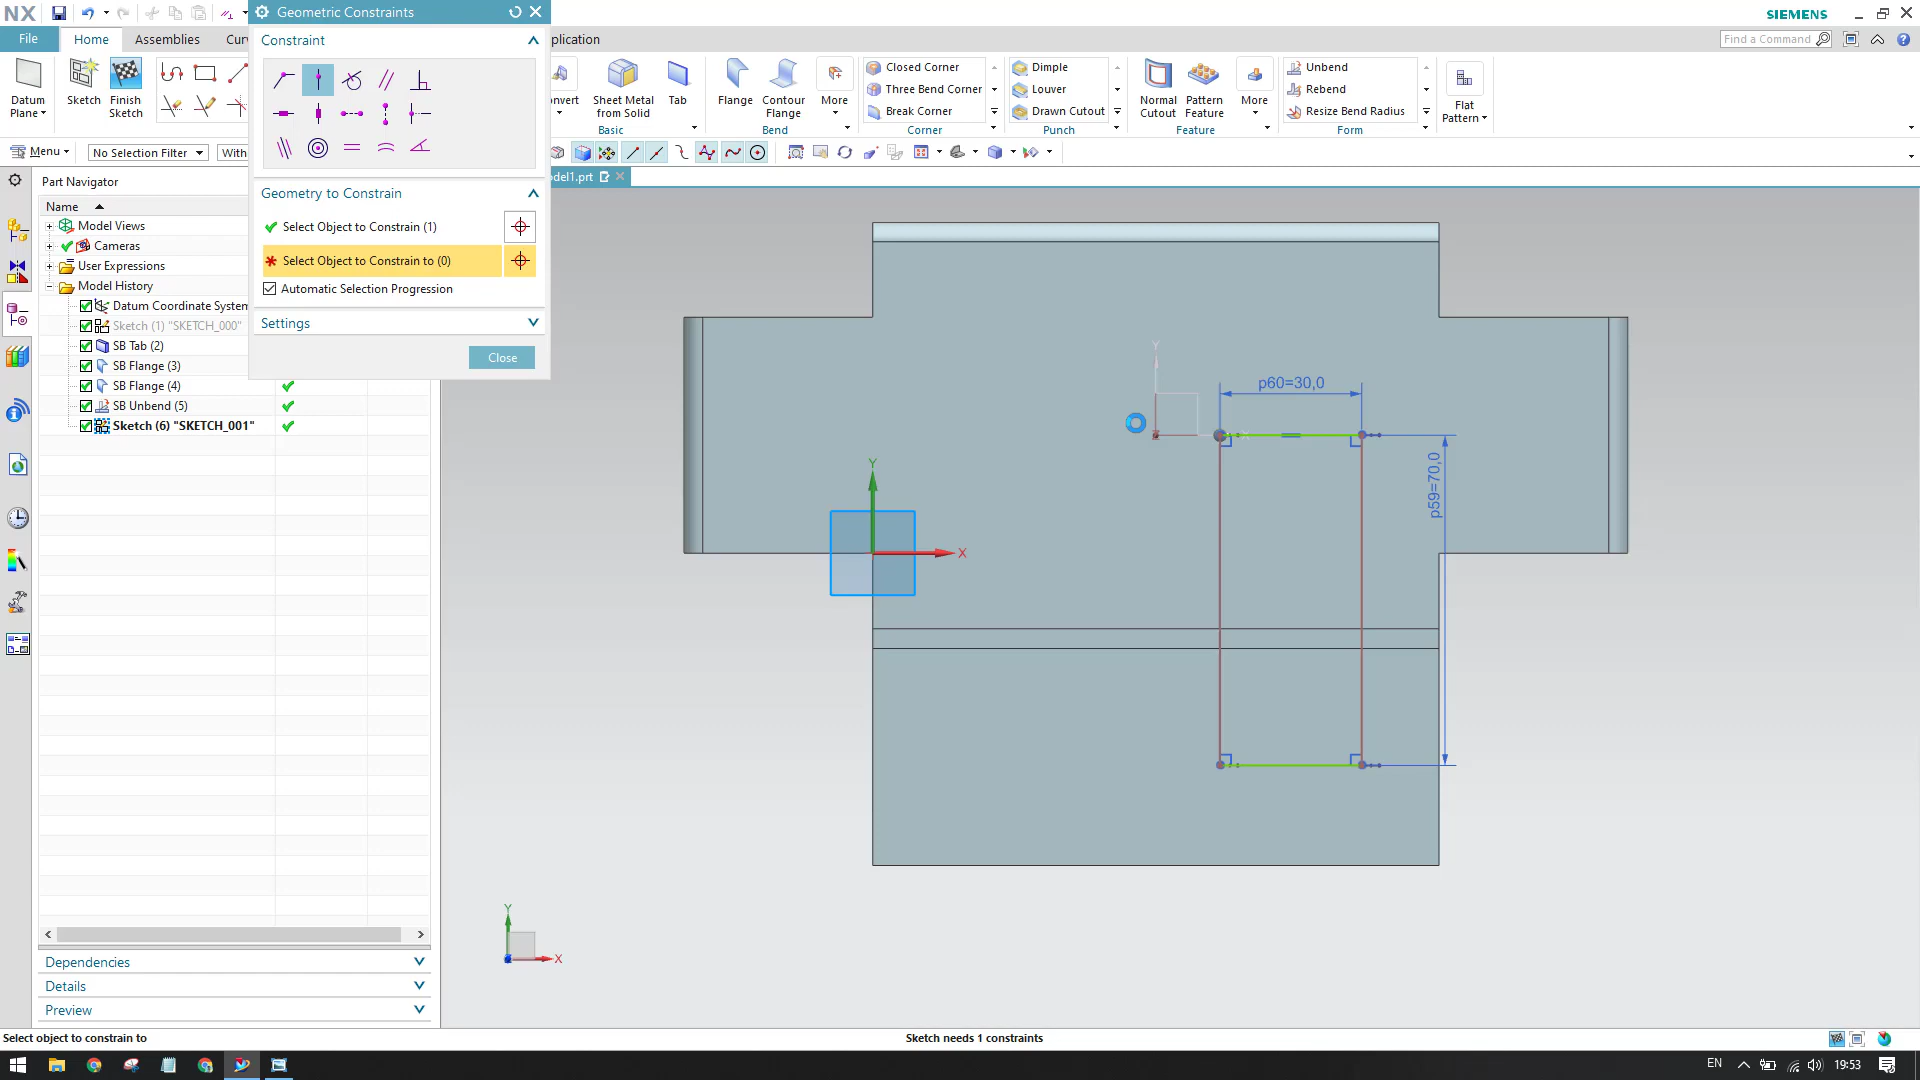 NX
Geometric Constraints
SIEMENS
File
Home
Assemblies
Cur
plication
Find a Command
Constraint
Datum Plane
Sketch
Finish Sketch
nvert
Sheet Metal from Solid
Tab
Basic
Flange
Contour Flange
More
Bend
Closed Corner
Three Bend Corner
Break Corner
Corner
Dimple
Louver
Drawn Cutout
Punch
Normal Cutout
Pattern Feature
More
Feature
Unbend
Rebend
Resize Bend Radius
Form
Flat Pattern
Menu
No Selection Filter
With
Part Navigator
Name
Model Views
Cameras
User Expressions
Model History
Datum Coordinate System
Sketch (1) "SKETCH_000"
SB Tab (2)
SB Flange (3)
SB Flange (4)
SB Unbend (5)
Sketch (6) "SKETCH_001"
Geometry to Constrain
Select Object to Constrain (1)
Select Object to Constrain to (0)
Automatic Selection Progression
Settings
Close
odel1.prt
Y
p60=30,0
X
p59=70,0
Y
X
Y
X
Dependencies
Details
Preview
Select object to constrain to
Sketch needs 1 constraints
EN
19:53